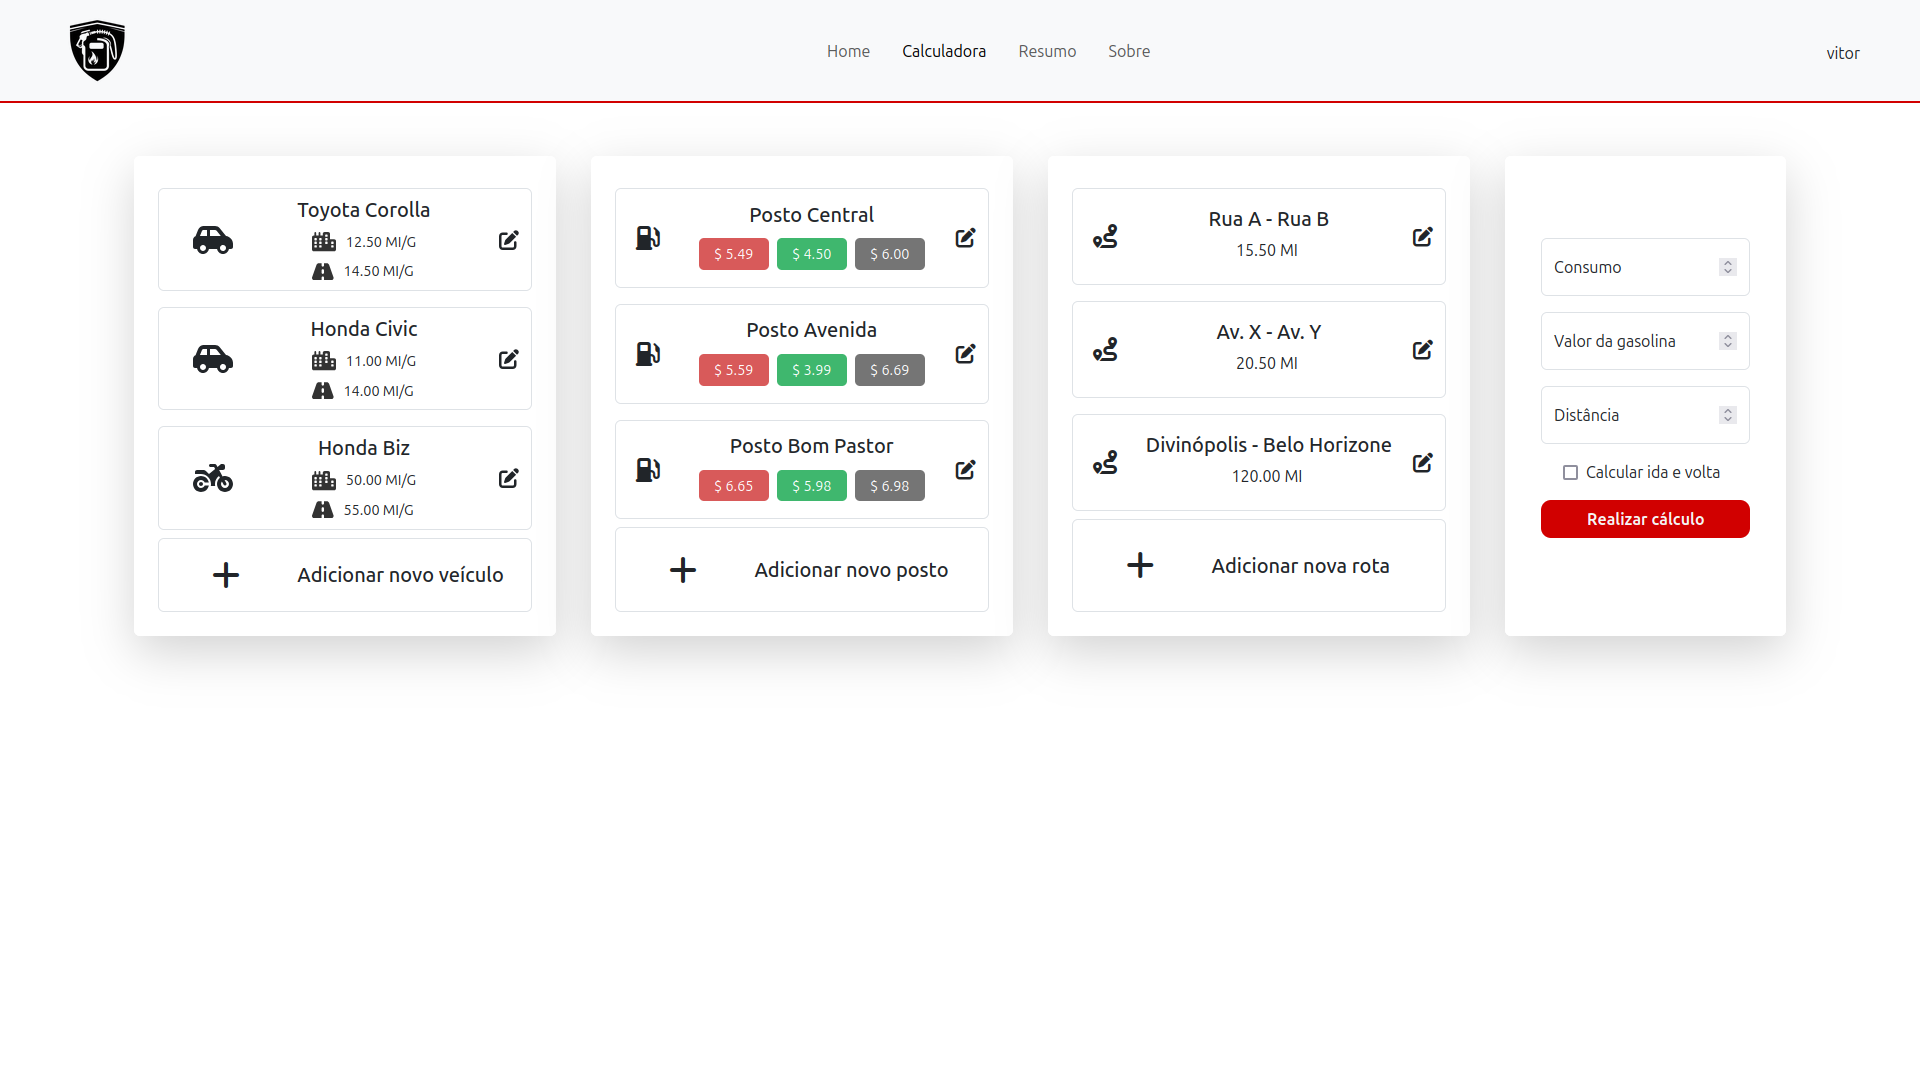 Home
Calculadora
Resumo
Sobre
vitor
Toyota Corolla
12.50 MI/G
14.50 MI/G
Honda Civic
11.00 MI/G
14.00 MI/G
Honda Biz
50.00 MI/G
55.00 MI/G
Adicionar novo veículo
Posto Central
$ 5.49
$ 4.50
$ 6.00
Posto Avenida
$ 5.59
$ 3.99
$ 6.69
Posto Bom Pastor
$ 6.65
$ 5.98
$ 6.98
Adicionar novo posto
Rua A - Rua B
15.50 MI
Av. X - Av. Y
20.50 MI
Divinópolis - Belo Horizone
120.00 MI
Adicionar nova rota
Consumo
Valor da gasolina
Distância
Calcular ida e volta
Realizar cálculo